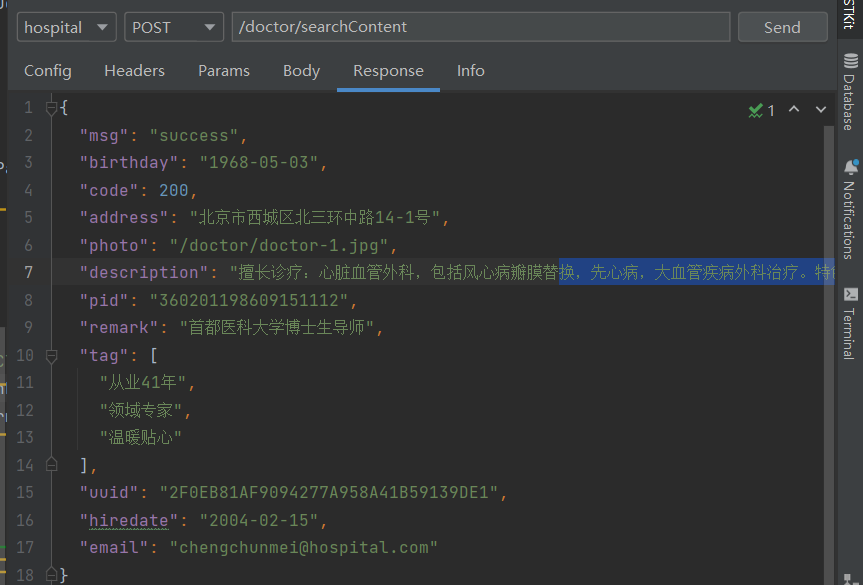 hospital POST /doctor/searchContent Send
Config Headers Params Body Response Info
1 {
2 "msg": "success",
3 "birthday": "1968-05-03",
4 "code": 200,
5 "address": "北京市西城区北三环中路14-1号",
6 "photo": "/doctor/doctor-1.jpg",
7 "description": "擅长诊疗：心脏血管外科，包括风心病瓣膜替换，先心病，大血管疾病外科治疗。特
8 "pid": "360201198609151112",
9 "remark": "首都医科大学博士生导师",
10 "tag": [
11 "从业41年",
12 "领域专家",
13 "温暖贴心"
14 ],
15 "uuid": "2F0EB81AF9094277A958A41B59139DE1",
16 "hiredate": "2004-02-15",
17 "email": "chengchunmei@hospital.com"
18 }
1
STKit
Database
Notifications
Terminal